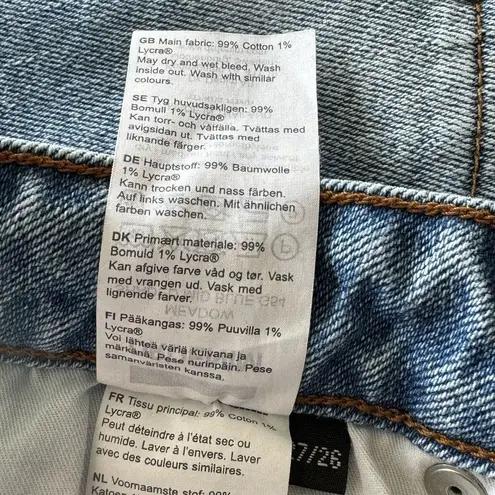 GB Main fabric: 99% Cotton 1%
Lycra®
May dry and wet bleed. Wash
inside out. Wash with similar
colours.
SE Tyg huvudsakligen: 99%
Bomull 1% Lycra®
Kan torr- och våtfälla. Tvättas med
avigsidan ut. Tvättas med
liknande färger.
DE Hauptstoff: 99% Baumwolle
1% Lycra®
Kann trocken und nass färben.
Auf links waschen. Mit ähnlichen
farben waschen.
DK Primært materiale: 99%
Bomuld 1% Lycra®
Kan afgive farve våd og tør. Vask
med vrangen ud. Vask med
lignende farver.
FI Pääkangas: 99% Puuvilla 1%
Lycra®
Voi lähteä väriä kuivana ja
märkänä. Pese nurinpäin. Pese
samanväristen kanssa.
FR Tissu principal: 99% Coton 1%
Lycra®
Peut déteindre à l'état sec ou
humide. Laver à l'envers. Laver
avec des couleurs similaires.
NL Voornaamste stof: 99%
7/26
MID BLUE G54
MEADOW